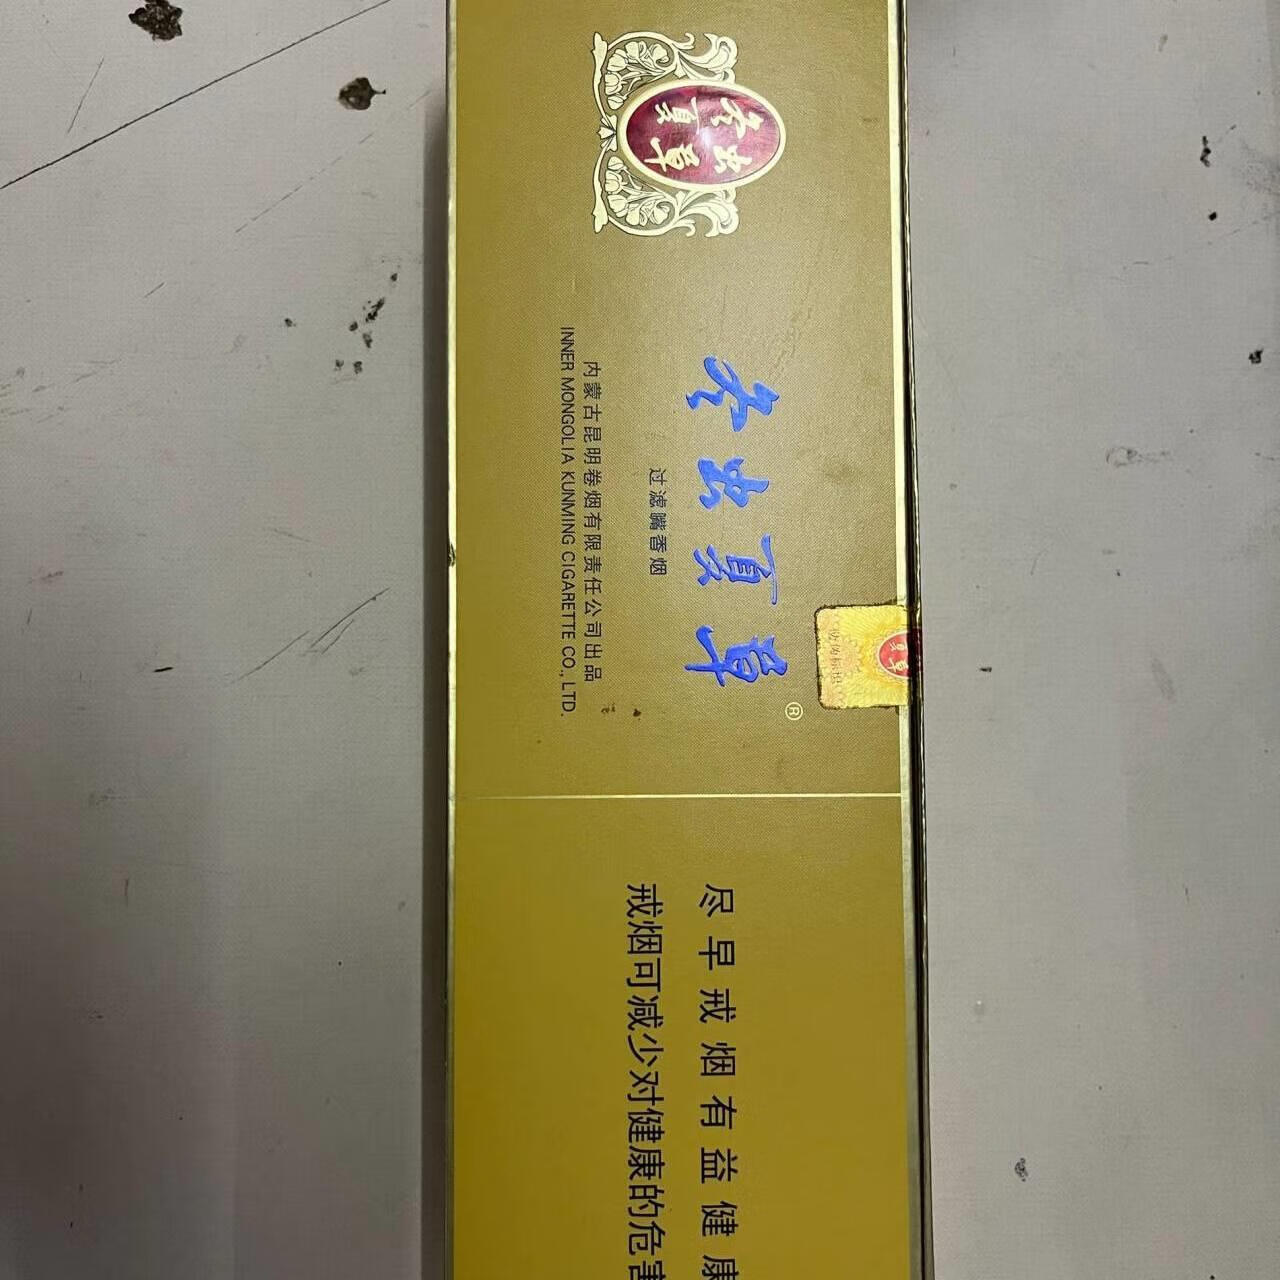 冬虫夏草
冬虫夏草
®
过滤嘴香烟
内蒙古昆明卷烟有限责任公司出品
INNER MONGOLIA KUNMING CIGARETTE CO., LTD.
尽早戒烟有益健康
戒烟可减少对健康的危害